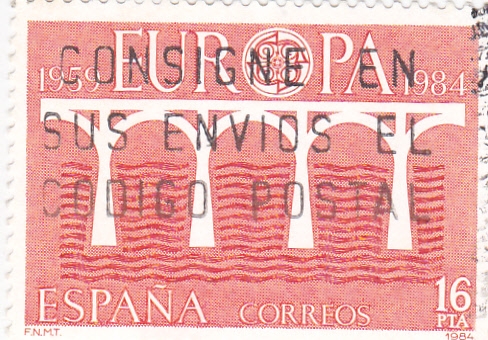 EUROPA
CONSIGNE EN
1959 1984
SUS ENVIOS EL
CODIGO POSTAL
ESPAÑA CORREOS 16 PTA
F.N.M.T. 1984